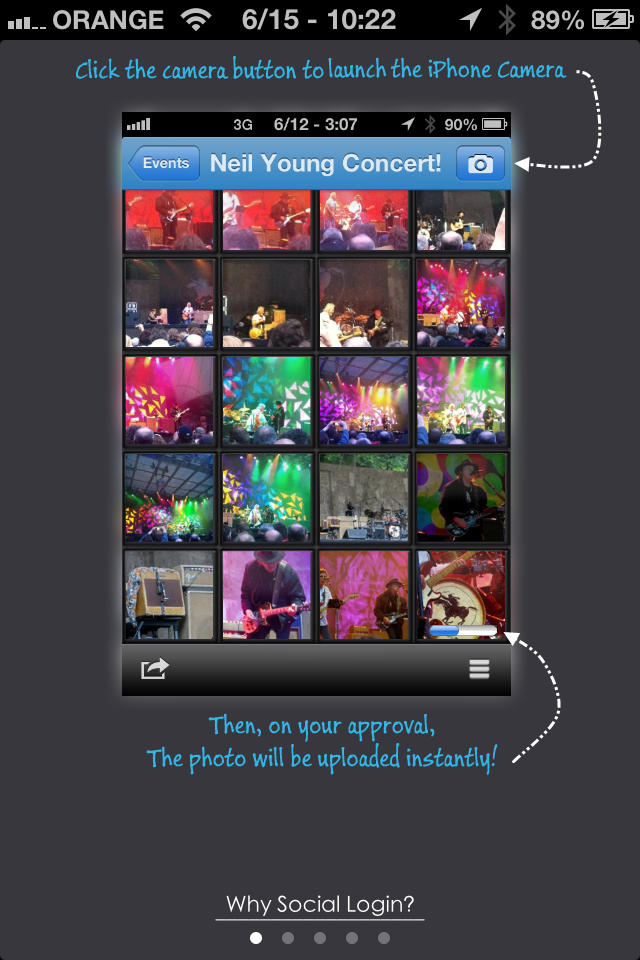 ORANGE 6/15 - 10:22 89%
Click the camera button to launch the iPhone Camera
3G 6/12 - 3:07 90%
Events Neil Young Concert!
Then, on your approval,
The photo will be uploaded instantly!
Why Social Login?